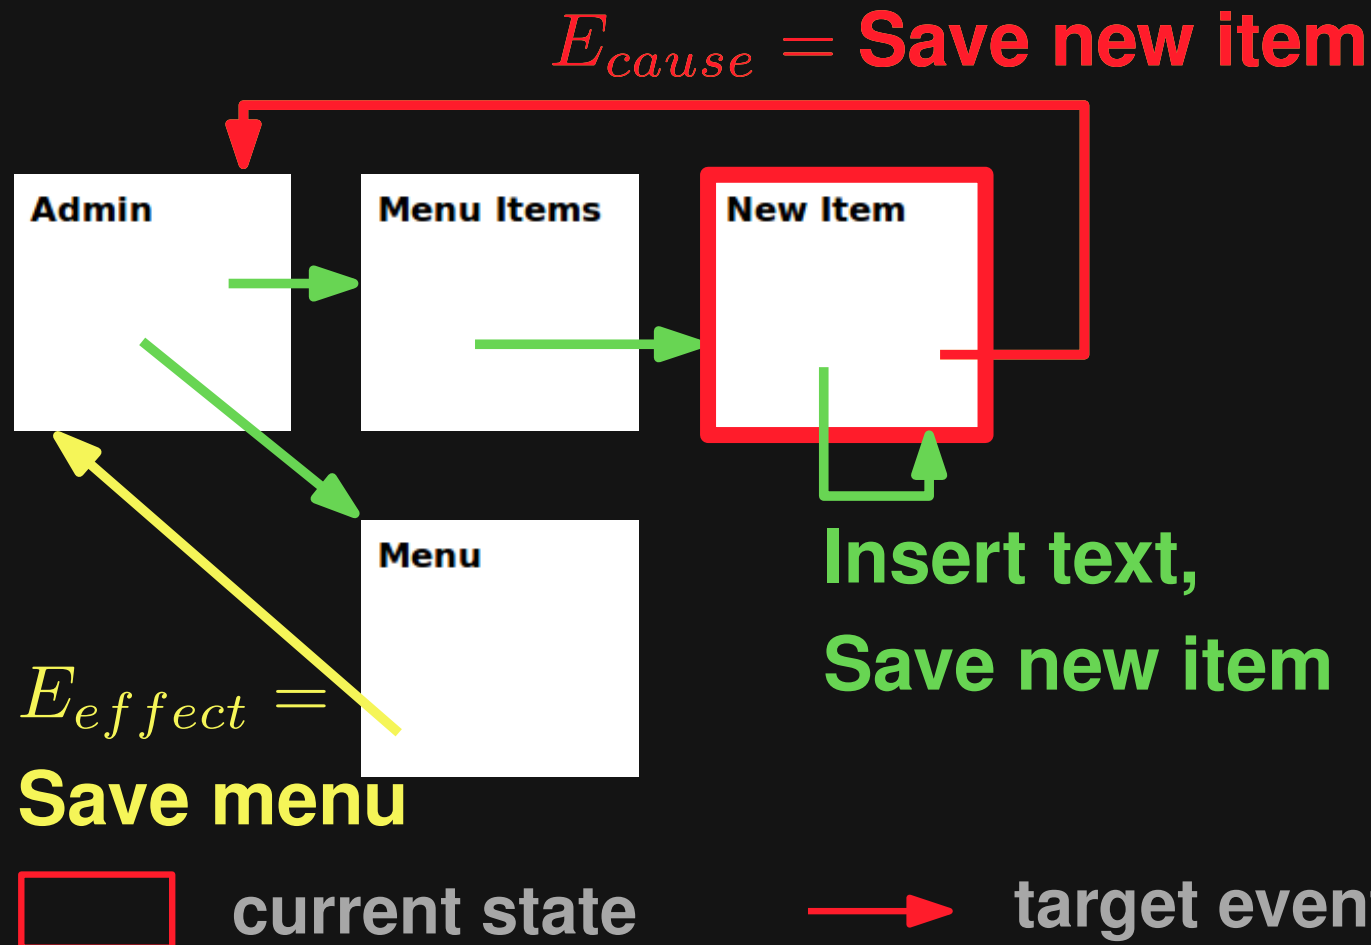 E_cause = Save new item
Admin
Menu Items
New Item
Menu
Insert text,
Save new item
E_effect =
Save menu
current state
target event